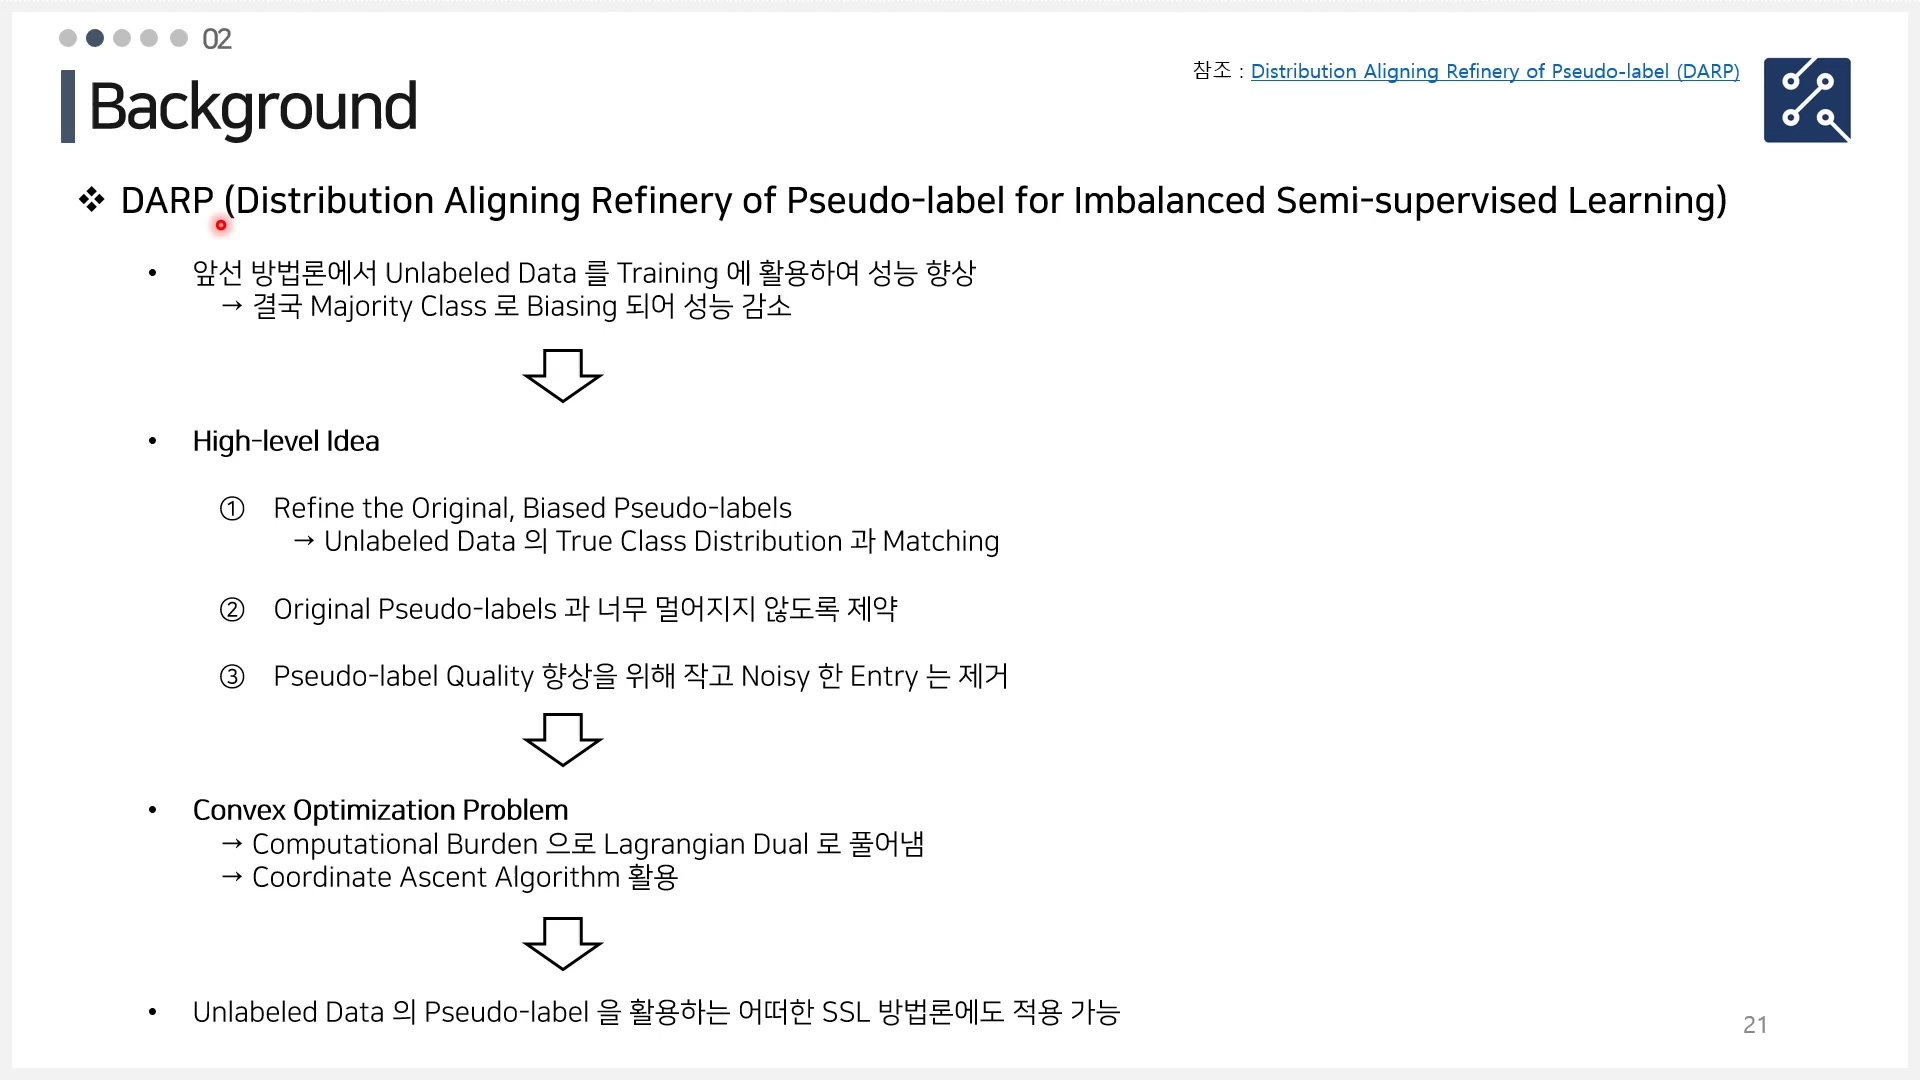 02
참조 : Distribution Aligning Refinery of Pseudo-label (DARP)
Background
❖ DARP (Distribution Aligning Refinery of Pseudo-label for Imbalanced Semi-supervised Learning)
• 앞선 방법론에서 Unlabeled Data 를 Training 에 활용하여 성능 향상
→ 결국 Majority Class 로 Biasing 되어 성능 감소
• High-level Idea
① Refine the Original, Biased Pseudo-labels
→ Unlabeled Data 의 True Class Distribution 과 Matching
② Original Pseudo-labels 과 너무 멀어지지 않도록 제약
③ Pseudo-label Quality 향상을 위해 작고 Noisy 한 Entry 는 제거
• Convex Optimization Problem
→ Computational Burden 으로 Lagrangian Dual 로 풀어냄
→ Coordinate Ascent Algorithm 활용
• Unlabeled Data 의 Pseudo-label 을 활용하는 어떠한 SSL 방법론에도 적용 가능
21